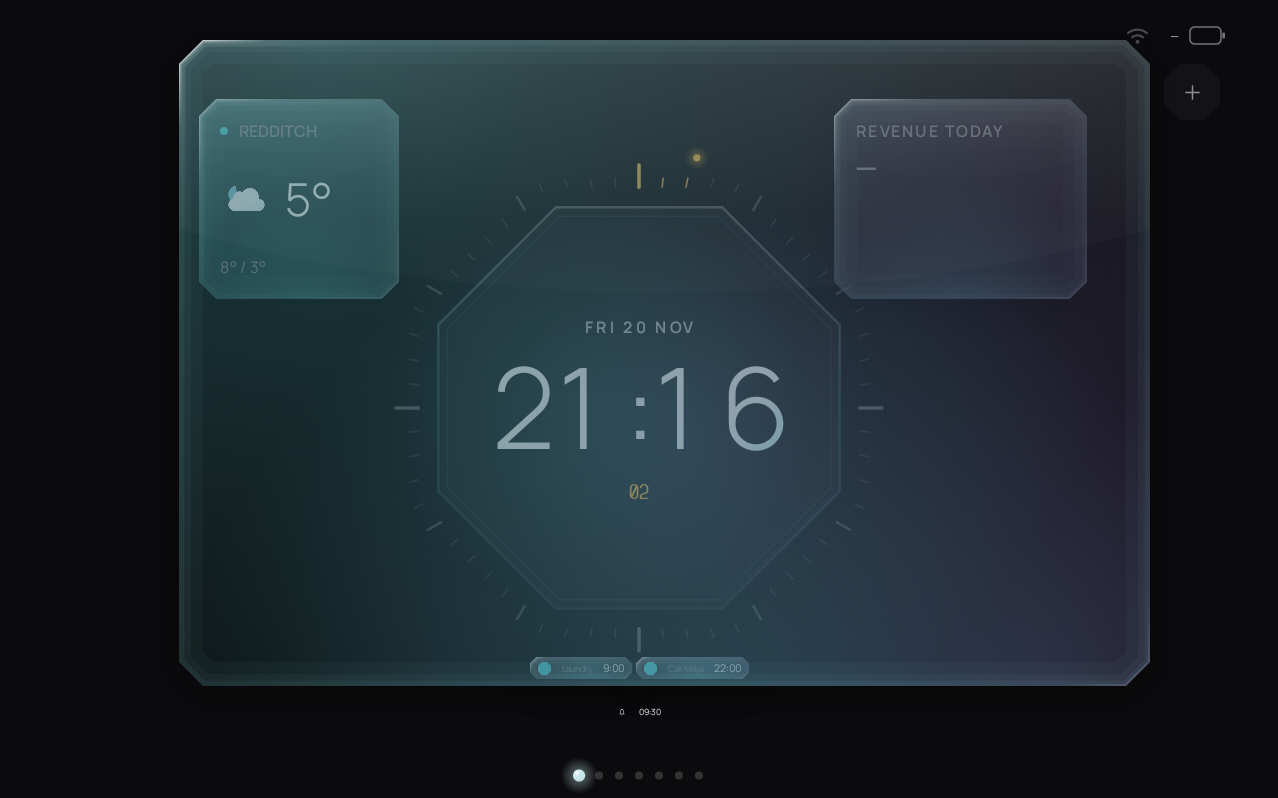 –
REDDITCH
5°
8° / 3°
REVENUE TODAY
—
FRI 20 NOV
21:16
02
Laundry 9:00
Call Maya 22:00
09:30